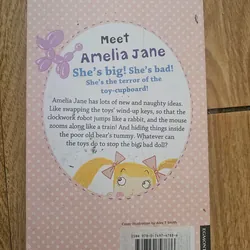 Meet
Amelia Jane
She's big! She's bad!
She's the terror of the
toy-cupboard!
Amelia Jane has lots of new and naughty ideas.
Like swapping the toys' wind-up keys, so that the
clockwork robot jumps like a rabbit, and the mouse
zooms along like a train! And hiding things inside
the poor old bear's tummy. Whatever can
the toys do to stop the big bad doll?
EGMONT